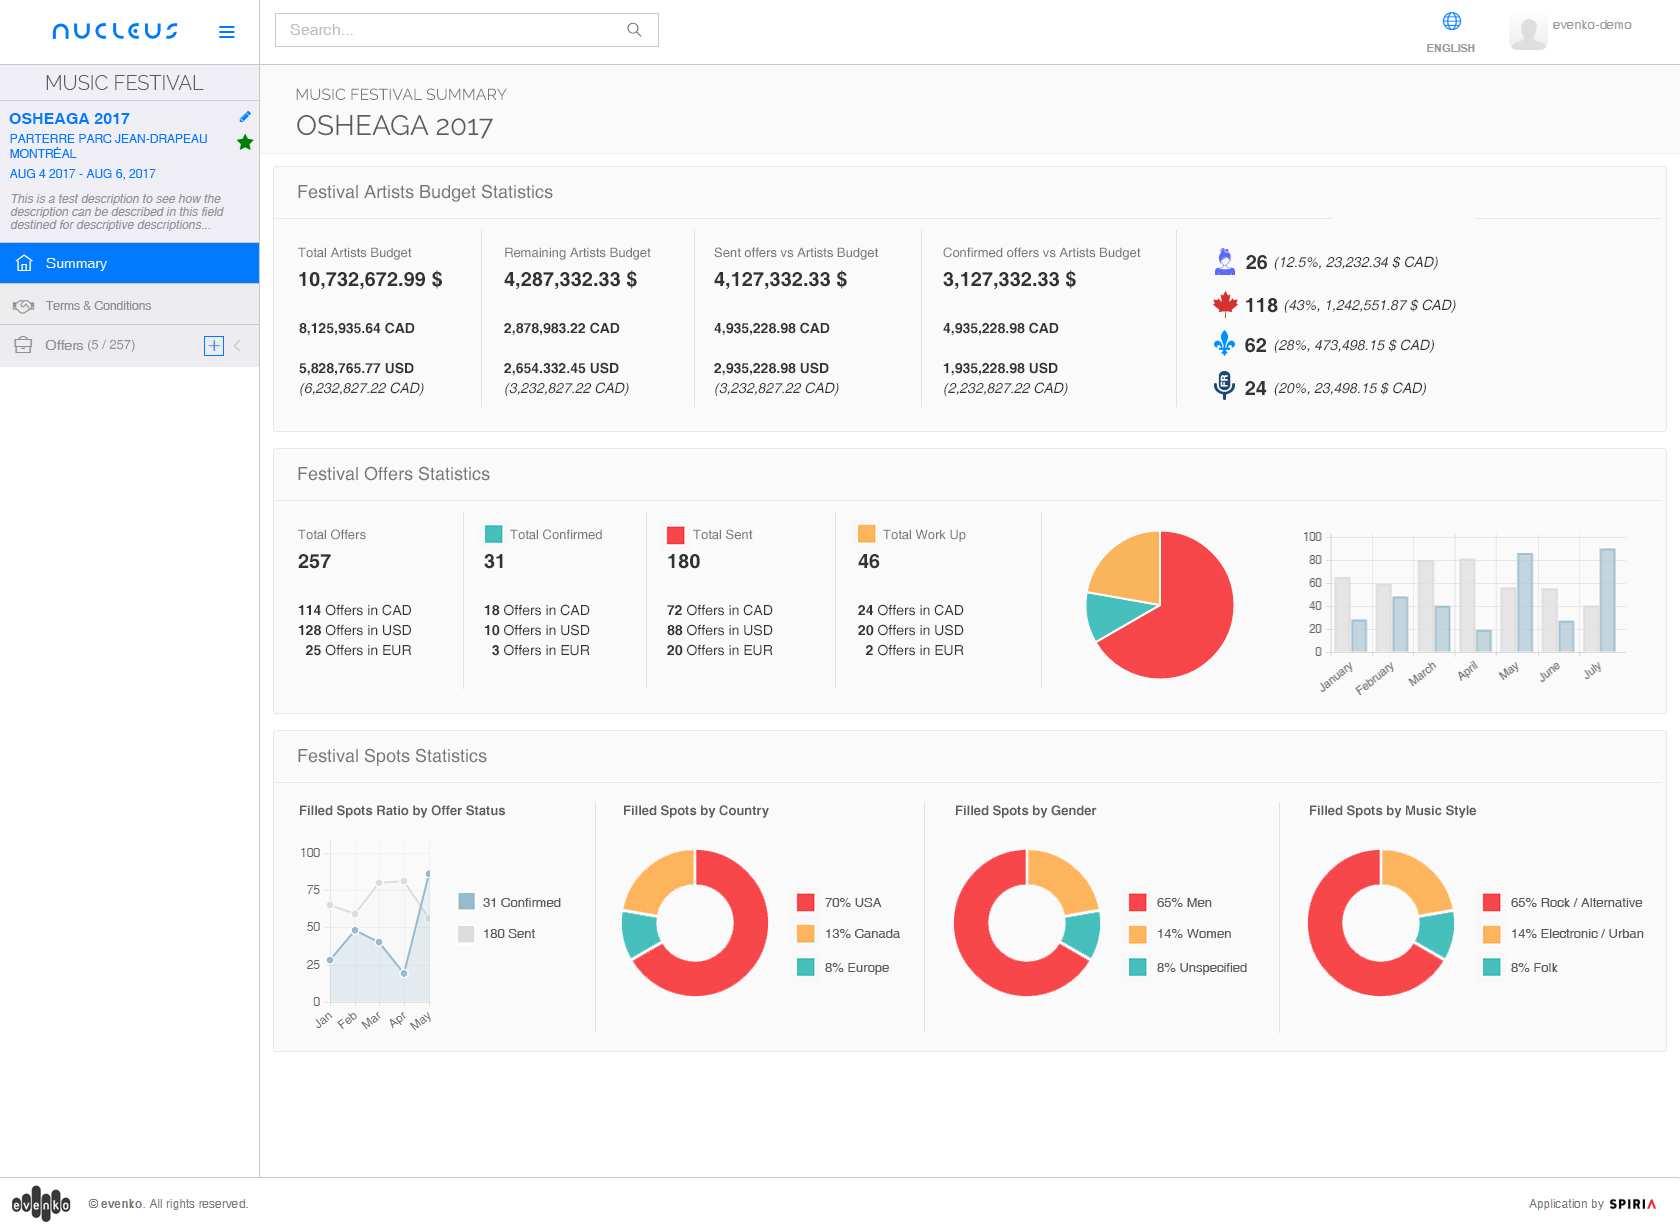 NUCLEUS
Search...
ENGLISH
evenko-demo
MUSIC FESTIVAL
OSHEAGA 2017
PARTERRE PARC JEAN-DRAPEAU
MONTRÉAL
AUG 4 2017 - AUG 6, 2017
This is a test description to see how the
description can be described in this field
destined for descriptive descriptions...
Summary
Terms & Conditions
Offers (5 / 257)
MUSIC FESTIVAL SUMMARY
OSHEAGA 2017
Festival Artists Budget Statistics
Total Artists Budget
10,732,672.99 $
8,125,935.64 CAD
5,828,765.77 USD
(6,232,827.22 CAD)
Remaining Artists Budget
4,287,332.33 $
2,878,983.22 CAD
2,654.332.45 USD
(3,232,827.22 CAD)
Sent offers vs Artists Budget
4,127,332.33 $
4,935,228.98 CAD
2,935,228.98 USD
(3,232,827.22 CAD)
Confirmed offers vs Artists Budget
3,127,332.33 $
4,935,228.98 CAD
1,935,228.98 USD
(2,232,827.22 CAD)
26 (12.5%, 23,232.34 $ CAD)
118 (43%, 1,242,551.87 $ CAD)
62 (28%, 473,498.15 $ CAD)
FR
24 (20%, 23,498.15 $ CAD)
Festival Offers Statistics
Total Offers
257
114 Offers in CAD
128 Offers in USD
25 Offers in EUR
Total Confirmed
31
18 Offers in CAD
10 Offers in USD
3 Offers in EUR
Total Sent
180
72 Offers in CAD
88 Offers in USD
20 Offers in EUR
Total Work Up
46
24 Offers in CAD
20 Offers in USD
2 Offers in EUR
100
80
60
40
20
0
January February March April May June July
Festival Spots Statistics
Filled Spots Ratio by Offer Status
100
75
50
25
0
Jan Feb Mar Apr May
31 Confirmed
180 Sent
Filled Spots by Country
70% USA
13% Canada
8% Europe
Filled Spots by Gender
65% Men
14% Women
8% Unspecified
Filled Spots by Music Style
65% Rock / Alternative
14% Electronic / Urban
8% Folk
evenko
© evenko. All rights reserved.
Application by SPIRIA